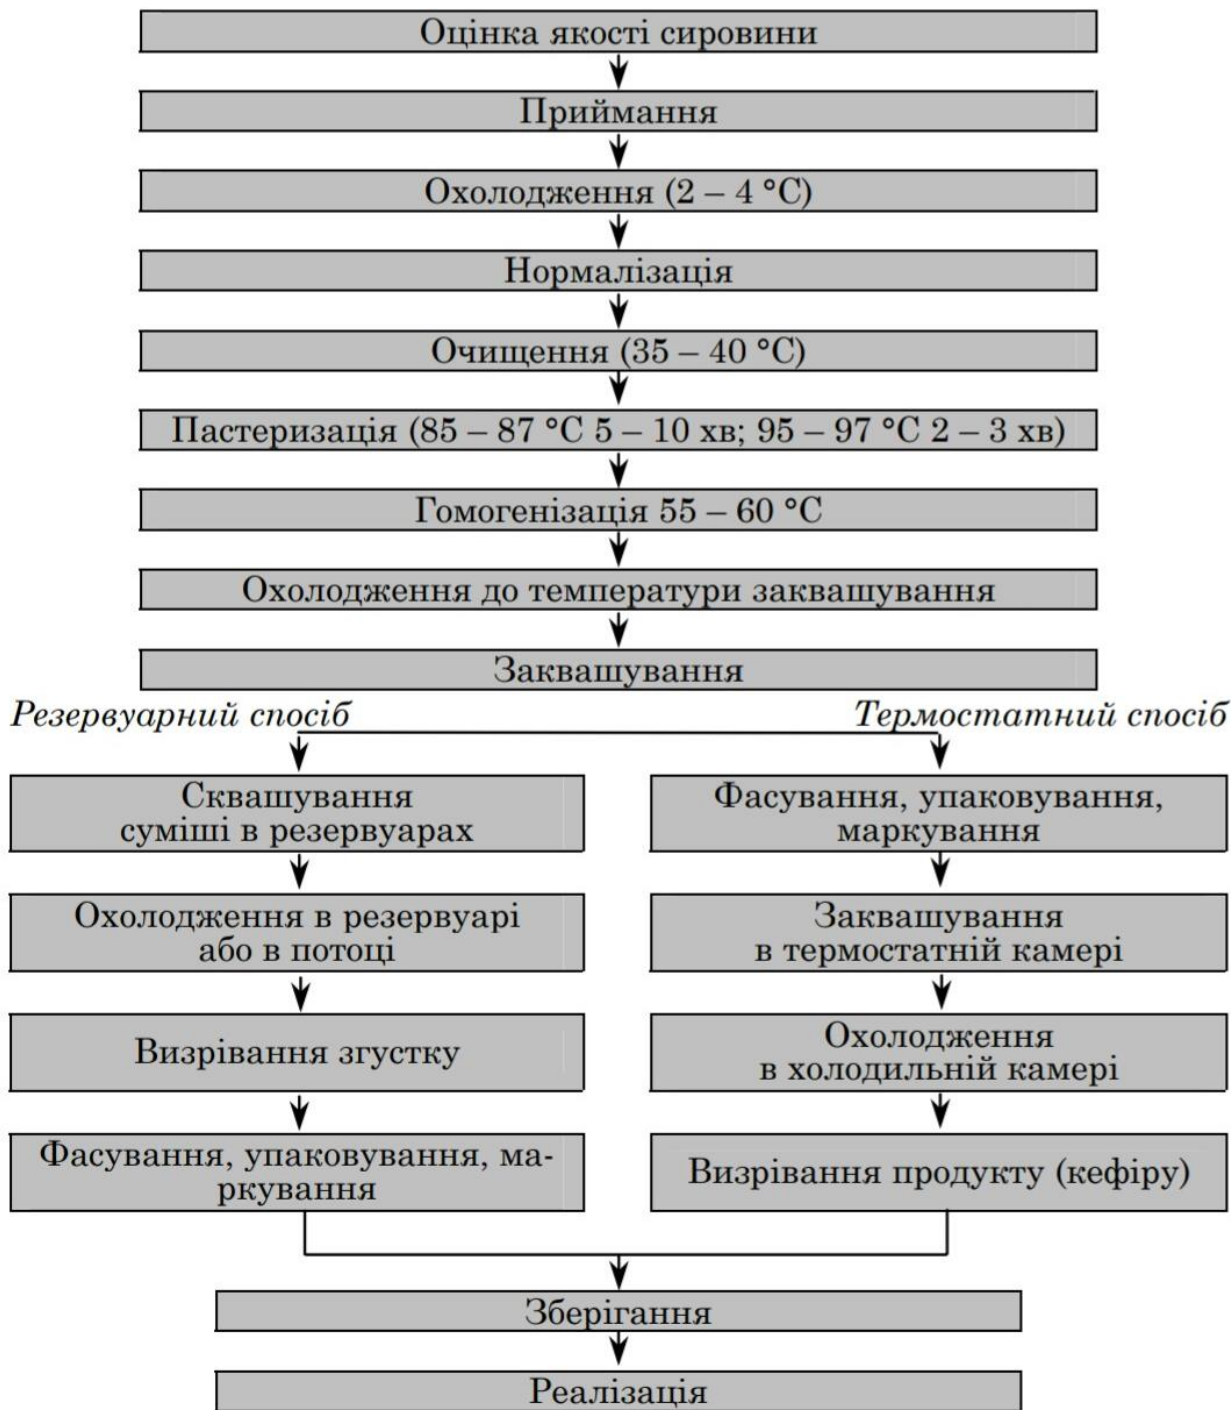 Оцінка якості сировини
Приймання
Охолодження (2 – 4 °С)
Нормалізація
Очищення (35 – 40 °С)
Пастеризація (85 – 87 °С 5 – 10 хв; 95 – 97 °С 2 – 3 хв)
Гомогенізація 55 – 60 °С
Охолодження до температури заквашування
Заквашування
Резервуарний спосіб
Сквашування
суміші в резервуарах
Охолодження в резервуарі
або в потоці
Визрівання згустку
Фасування, упаковування, ма-
ркування
Термостатний спосіб
Фасування, упаковування,
маркування
Заквашування
в термостатній камері
Охолодження
в холодильній камері
Визрівання продукту (кефіру)
Зберігання
Реалізація